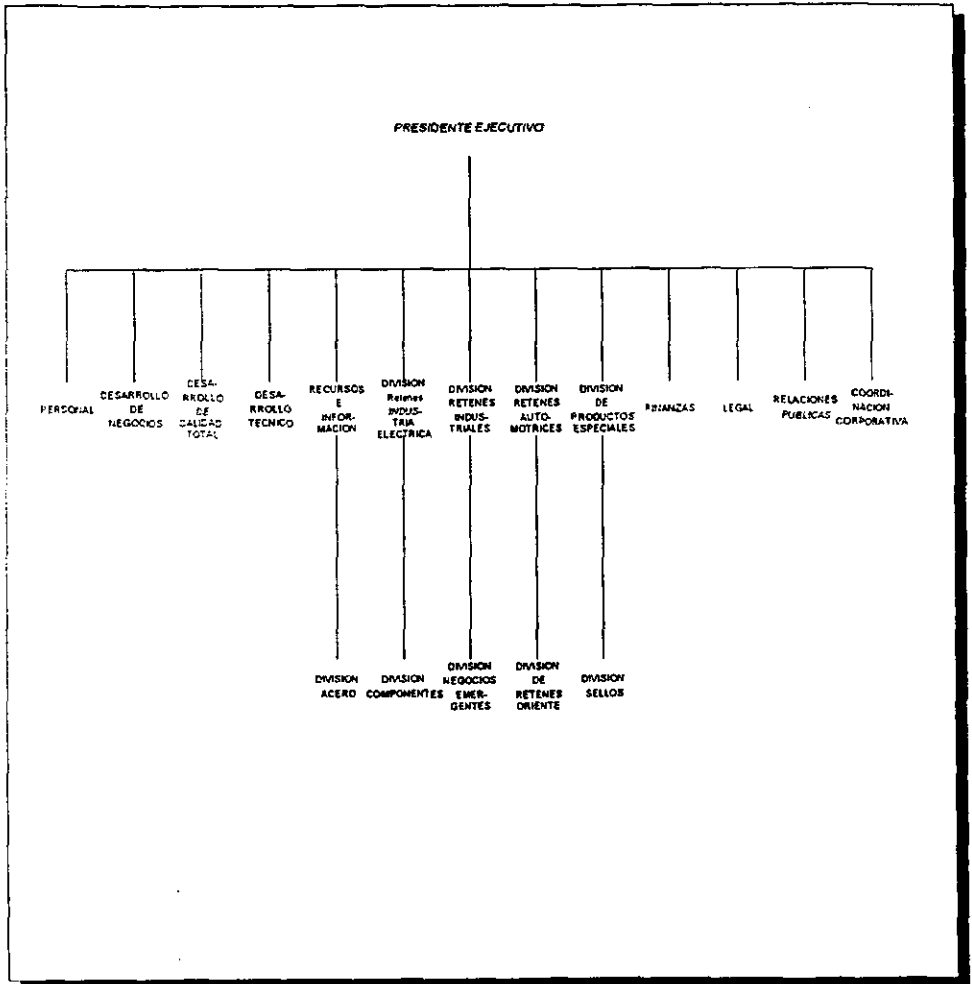 PRESIDENTE EJECUTIVO
PERSONAL
DESARROLLO
DE
NEGOCIOS
DESA-
RROLLO
DE
CALIDAD
TOTAL
DESA-
RROLLO
TECNICO
RECURSOS
E
INFOR-
MACION
DIVISION
Retenes
INDUS-
TRIA
ELECTRICA
DIVISION
RETENES
INDUS-
TRIALES
DIVISION
RETENES
AUTO-
MOTRICES
DIVISION
DE
PRODUCTOS
ESPECIALES
FINANZAS
LEGAL
RELACIONES
PUBLICAS
COORDI-
NACION
CORPORATIVA
DIVISION
ACERO
DIVISION
COMPONENTES
DIVISION
NEGOCIOS
EMER-
GENTES
DIVISION
DE
RETENES
ORIENTE
DIVISION
SELLOS